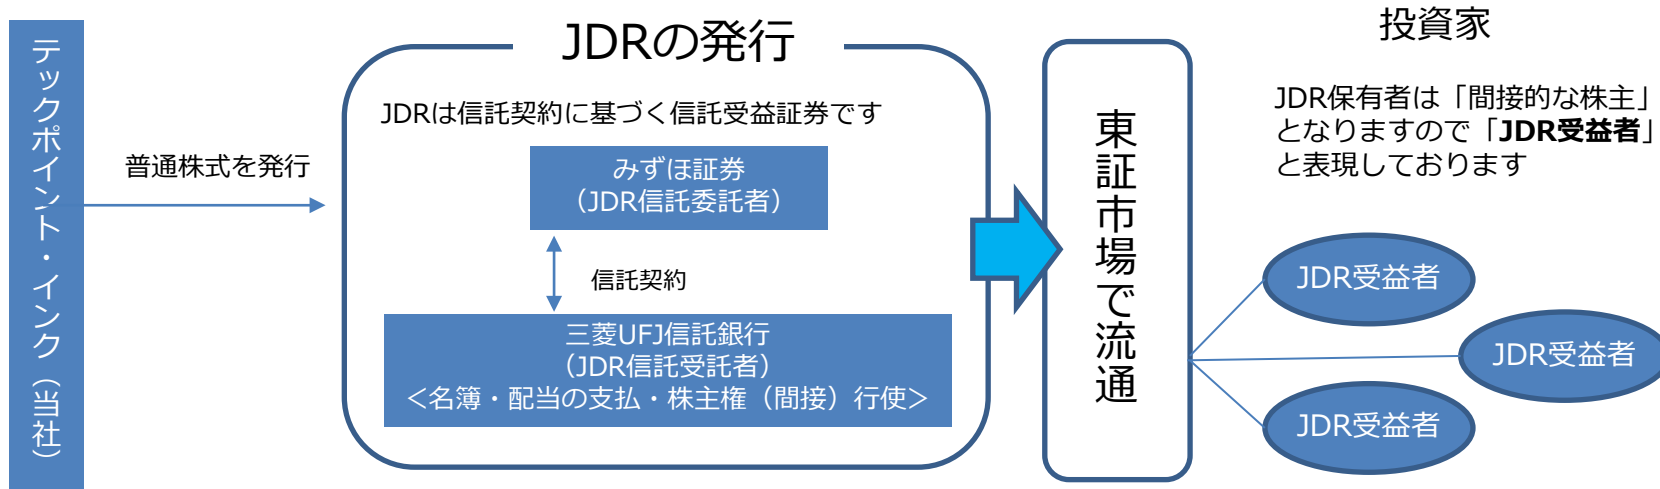 テックポイント・インク（当社）
普通株式を発行
JDRの発行
JDRは信託契約に基づく信託受益証券です
みずほ証券
（JDR信託委託者）
信託契約
三菱UFJ信託銀行
（JDR信託受託者）
＜名簿・配当の支払・株主権（間接）行使＞
東証市場で流通
投資家
JDR保有者は「間接的な株主」
となりますので「JDR受益者」
と表現しております
JDR受益者
JDR受益者
JDR受益者